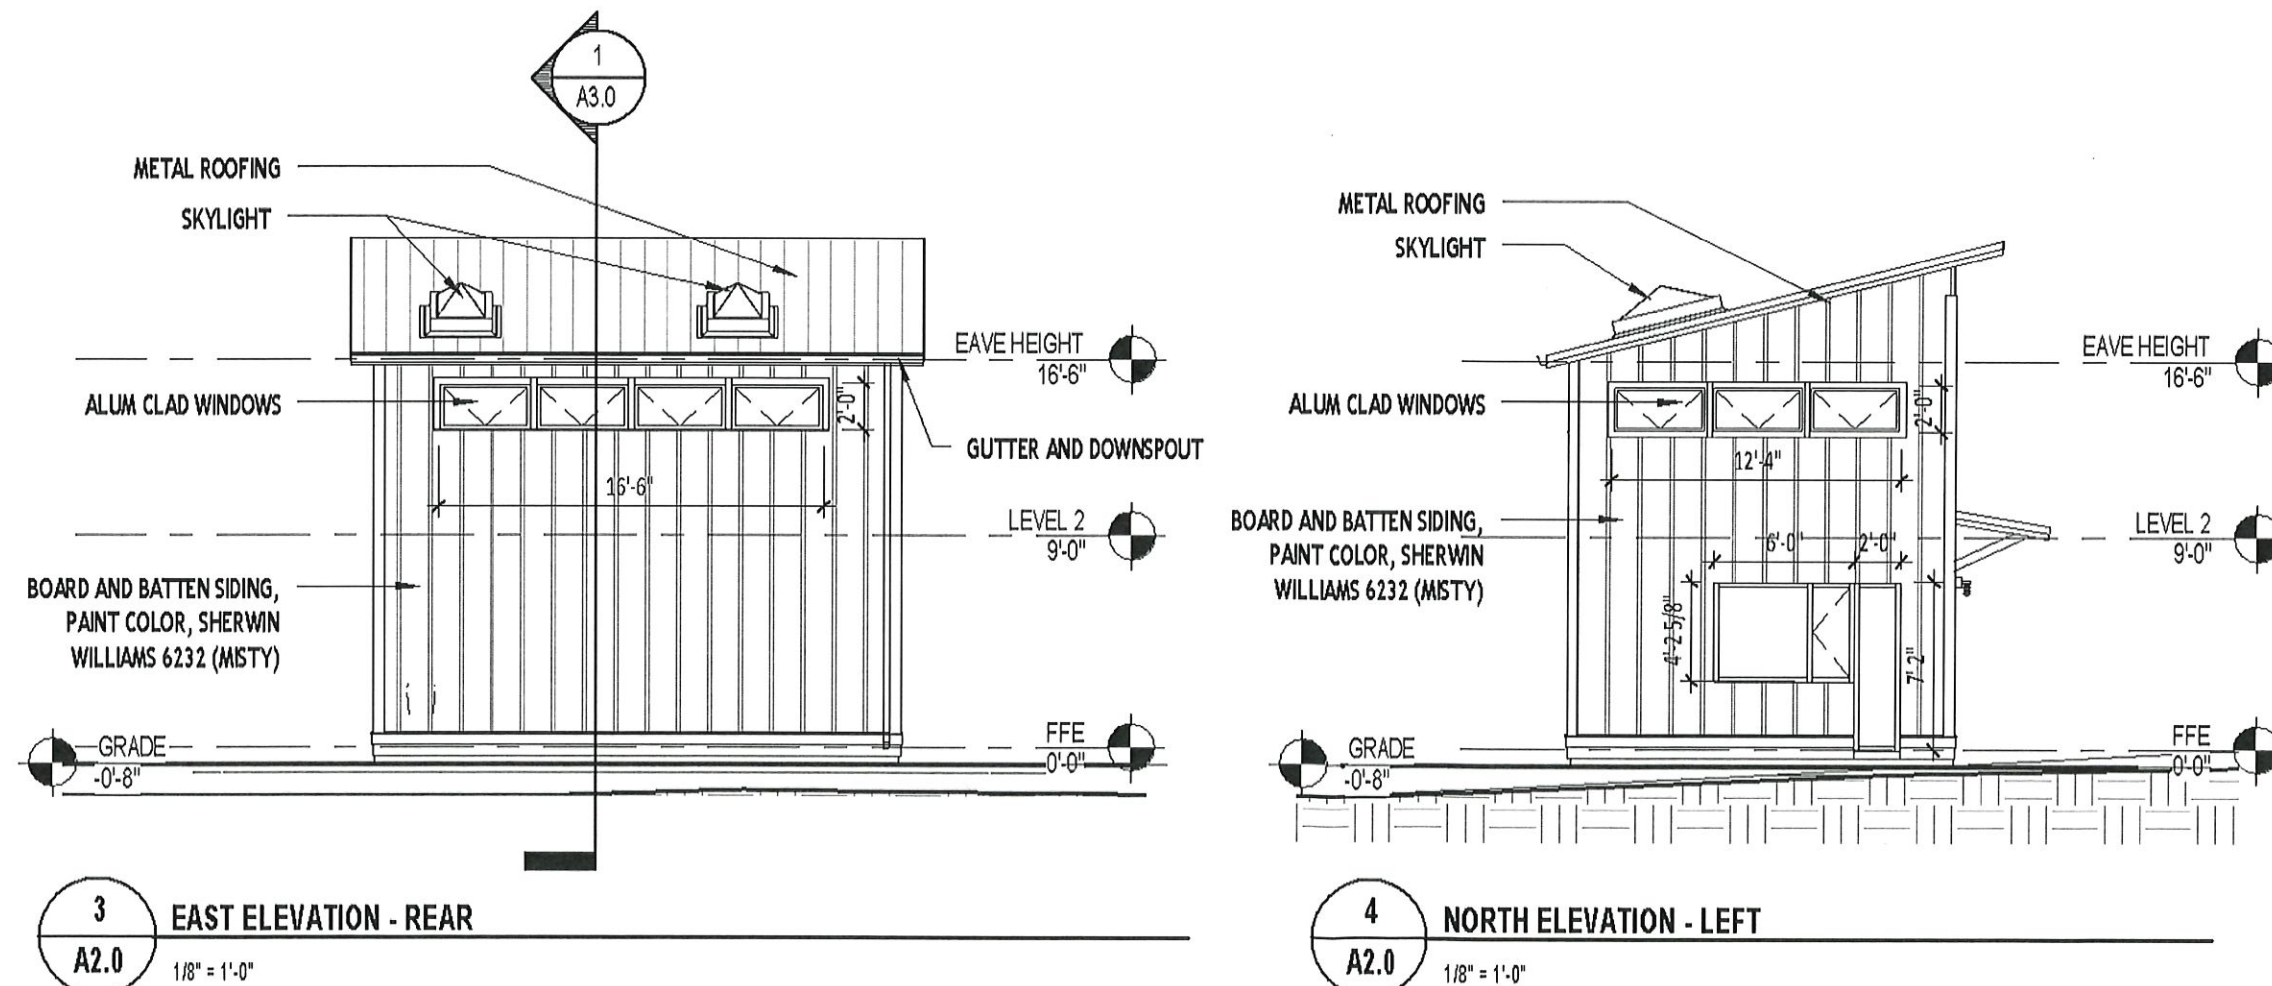 1
A3.0
METAL ROOFING
SKYLIGHT
EAVE HEIGHT
16'-6"
ALUM CLAD WINDOWS
2'-0"
GUTTER AND DOWNSPOUT
16'-6"
LEVEL 2
9'-0"
BOARD AND BATTEN SIDING,
PAINT COLOR, SHERWIN
WILLIAMS 6232 (MISTY)
GRADE
-0'-8"
FFE
0'-0"
3
A2.0
EAST ELEVATION - REAR
1/8" = 1'-0"
METAL ROOFING
SKYLIGHT
EAVE HEIGHT
16'-6"
ALUM CLAD WINDOWS
2'-0"
12'-4"
BOARD AND BATTEN SIDING,
PAINT COLOR, SHERWIN
WILLIAMS 6232 (MISTY)
LEVEL 2
9'-0"
6'-0"
2'-0"
4'-2 5/8"
7'-2"
GRADE
-0'-8"
FFE
0'-0"
4
A2.0
NORTH ELEVATION - LEFT
1/8" = 1'-0"